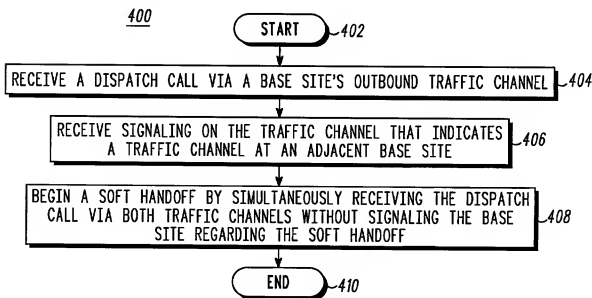 400
START
402
RECEIVE A DISPATCH CALL VIA A BASE SITE'S OUTBOUND TRAFFIC CHANNEL
404
RECEIVE SIGNALING ON THE TRAFFIC CHANNEL THAT INDICATES
A TRAFFIC CHANNEL AT AN ADJACENT BASE SITE
406
BEGIN A SOFT HANDOFF BY SIMULTANEOUSLY RECEIVING THE DISPATCH
CALL VIA BOTH TRAFFIC CHANNELS WITHOUT SIGNALING THE BASE
SITE REGARDING THE SOFT HANDOFF
408
END
410